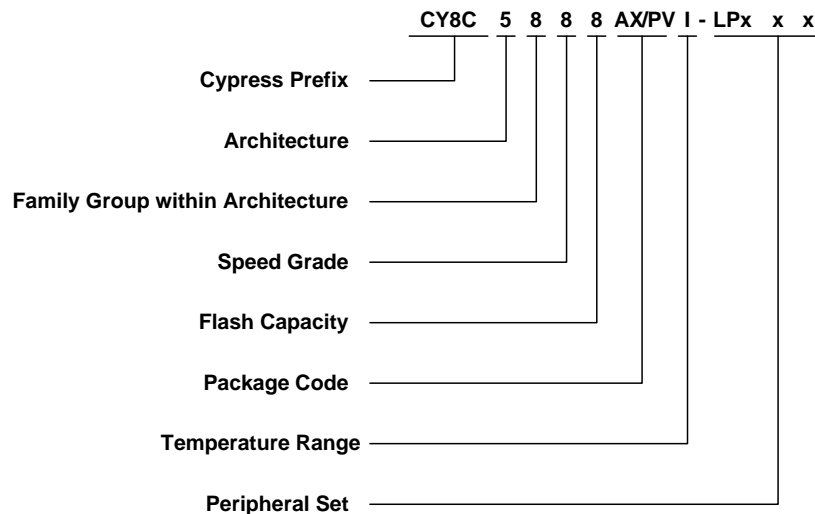 CY8C 5 8 8 8 AX/PV I - LPx x x
Cypress Prefix
Architecture
Family Group within Architecture
Speed Grade
Flash Capacity
Package Code
Temperature Range
Peripheral Set